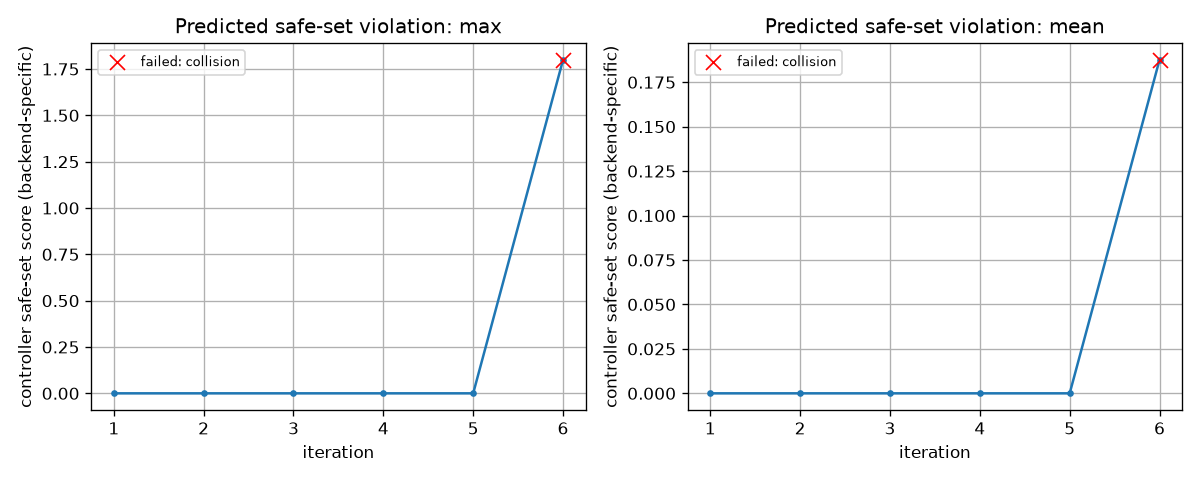 Predicted safe-set violation: max
controller safe-set score (backend-specific)
failed: collision
1.75
1.50
1.25
1.00
0.75
0.50
0.25
0.00
1 2 3 4 5 6
iteration
Predicted safe-set violation: mean
controller safe-set score (backend-specific)
failed: collision
0.175
0.150
0.125
0.100
0.075
0.050
0.025
0.000
1 2 3 4 5 6
iteration